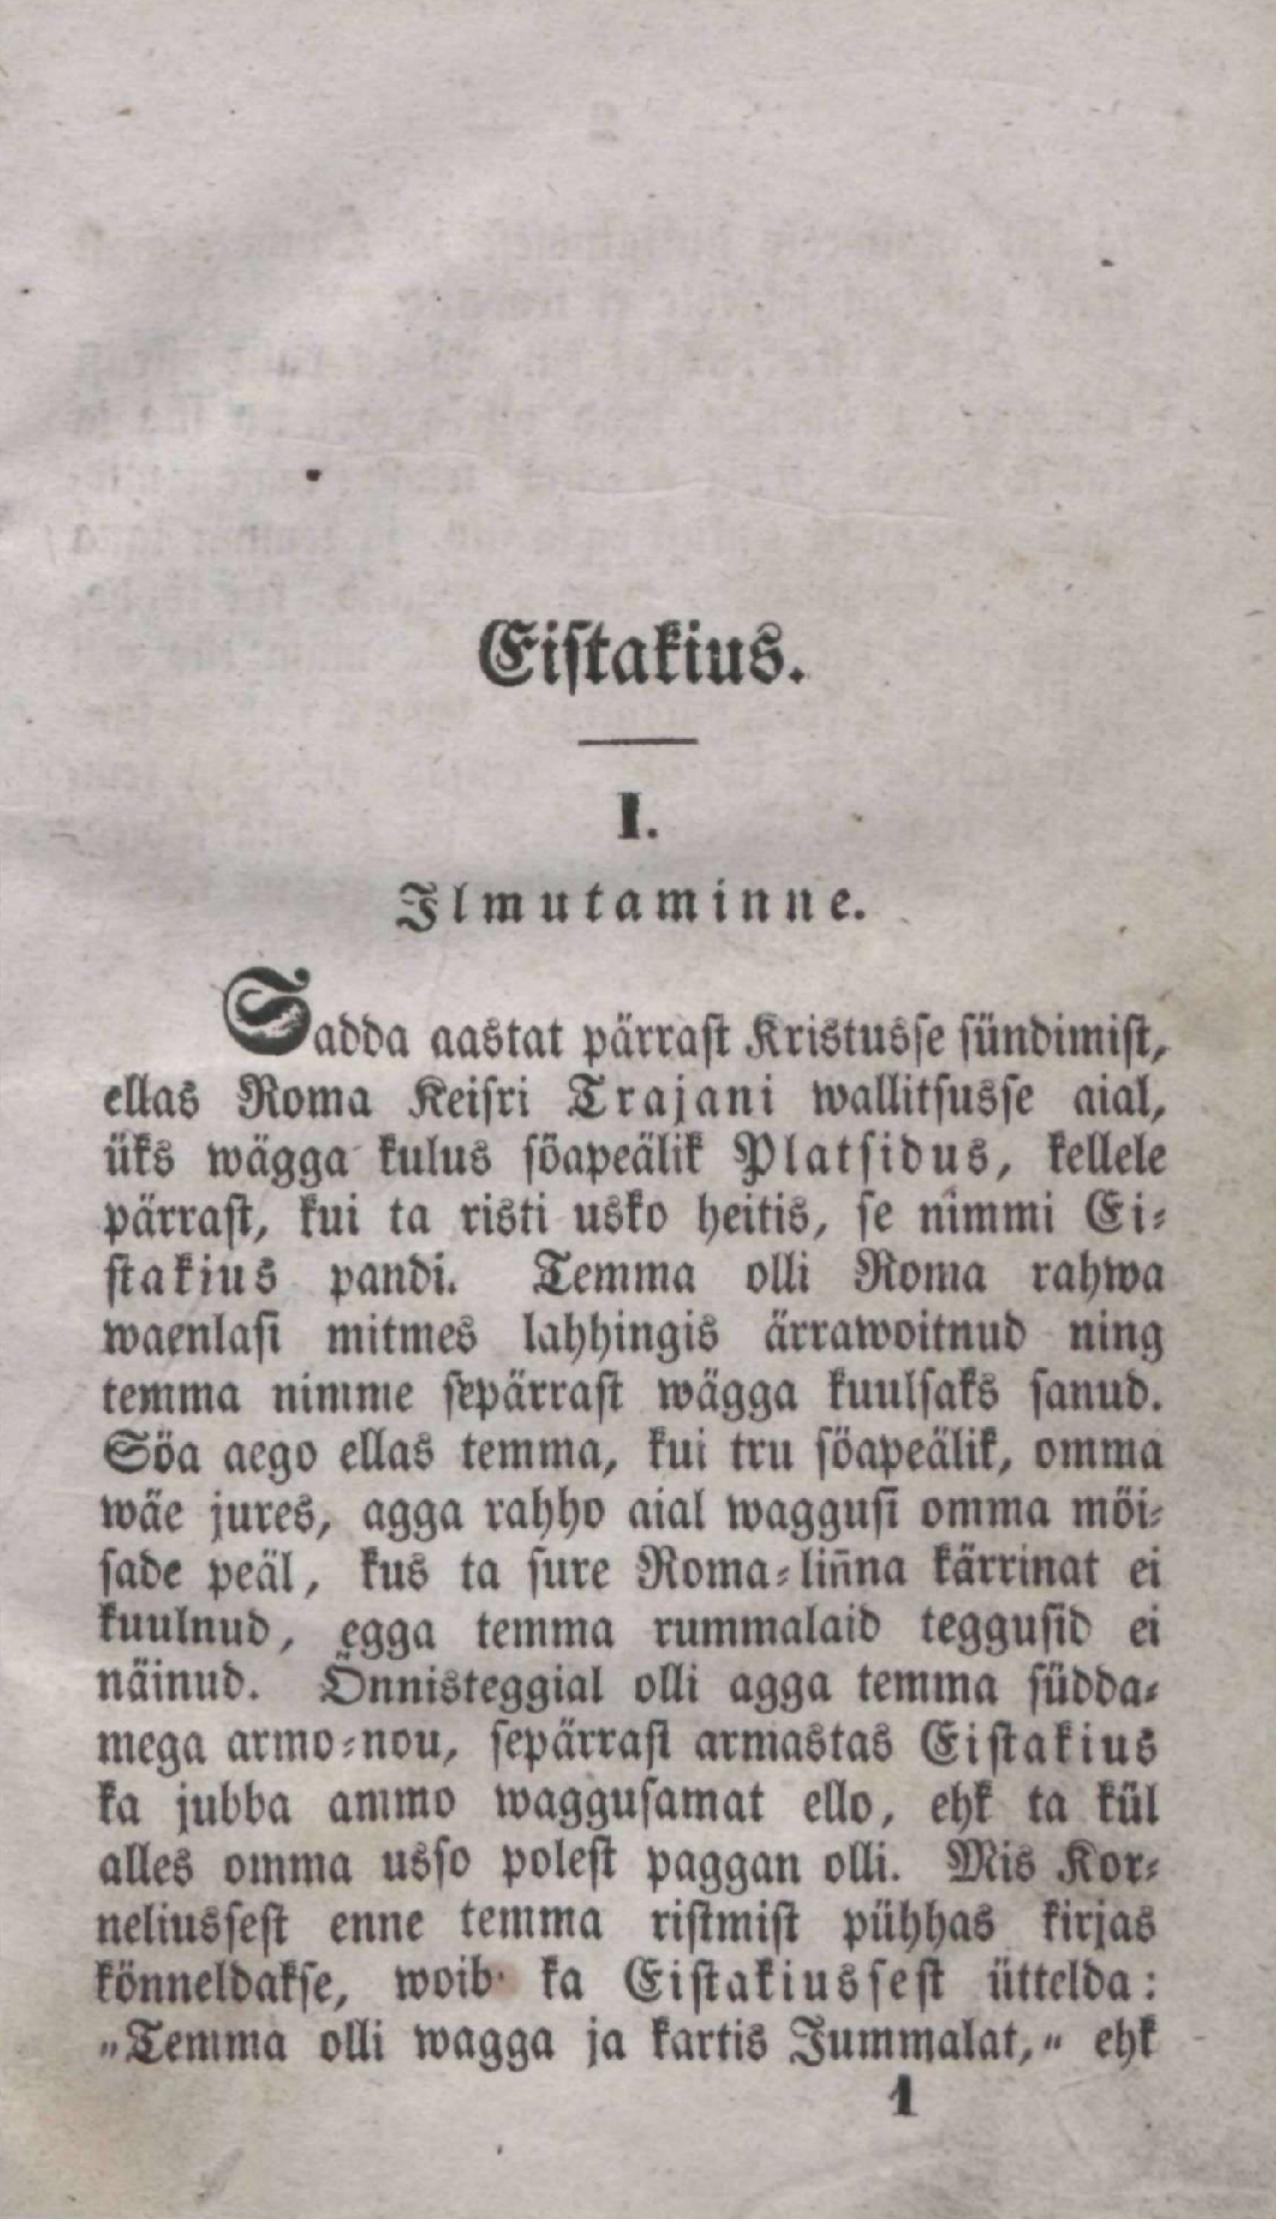 Eistakius.
I.
Ilmutaminne.
Sadda aastat pärrast Kristusse sündimist,
ellas Roma Keisri Trajani wallitsusse aial,
üks wägga kulus söapeälik Platsidus, kellele
pärrast, kui ta risti usko heitis, se nimmi Ei-
stakius pandi. Temma olli Roma rahwa
waenlasi mitmes lahhingis ärrawoitnud ning
temma nimme sepärrast wägga kuulsaks sanud.
Söa aego ellas temma, kui tru söapeälik, omma
wäe jures, agga rahho aial waggusi omma möi-
sade peäl, kus ta sure Roma-lin̄na kärrinat ei
kuulnud, egga temma rummalaid teggusid ei
näinud. Önnisteggial olli agga temma südda-
mega armo-nou, sepärrast armastas Eistakius
ka jubba ammo waggusamat ello, ehk ta kül
alles omma usso polest paggan olli. Mis Kor-
neliussest enne temma ristmist pühhas kirjas
könneldakse, woib ka Eistakiussest üttelda:
„Temma olli wagga ja kartis Jummalat,“ ehk
1